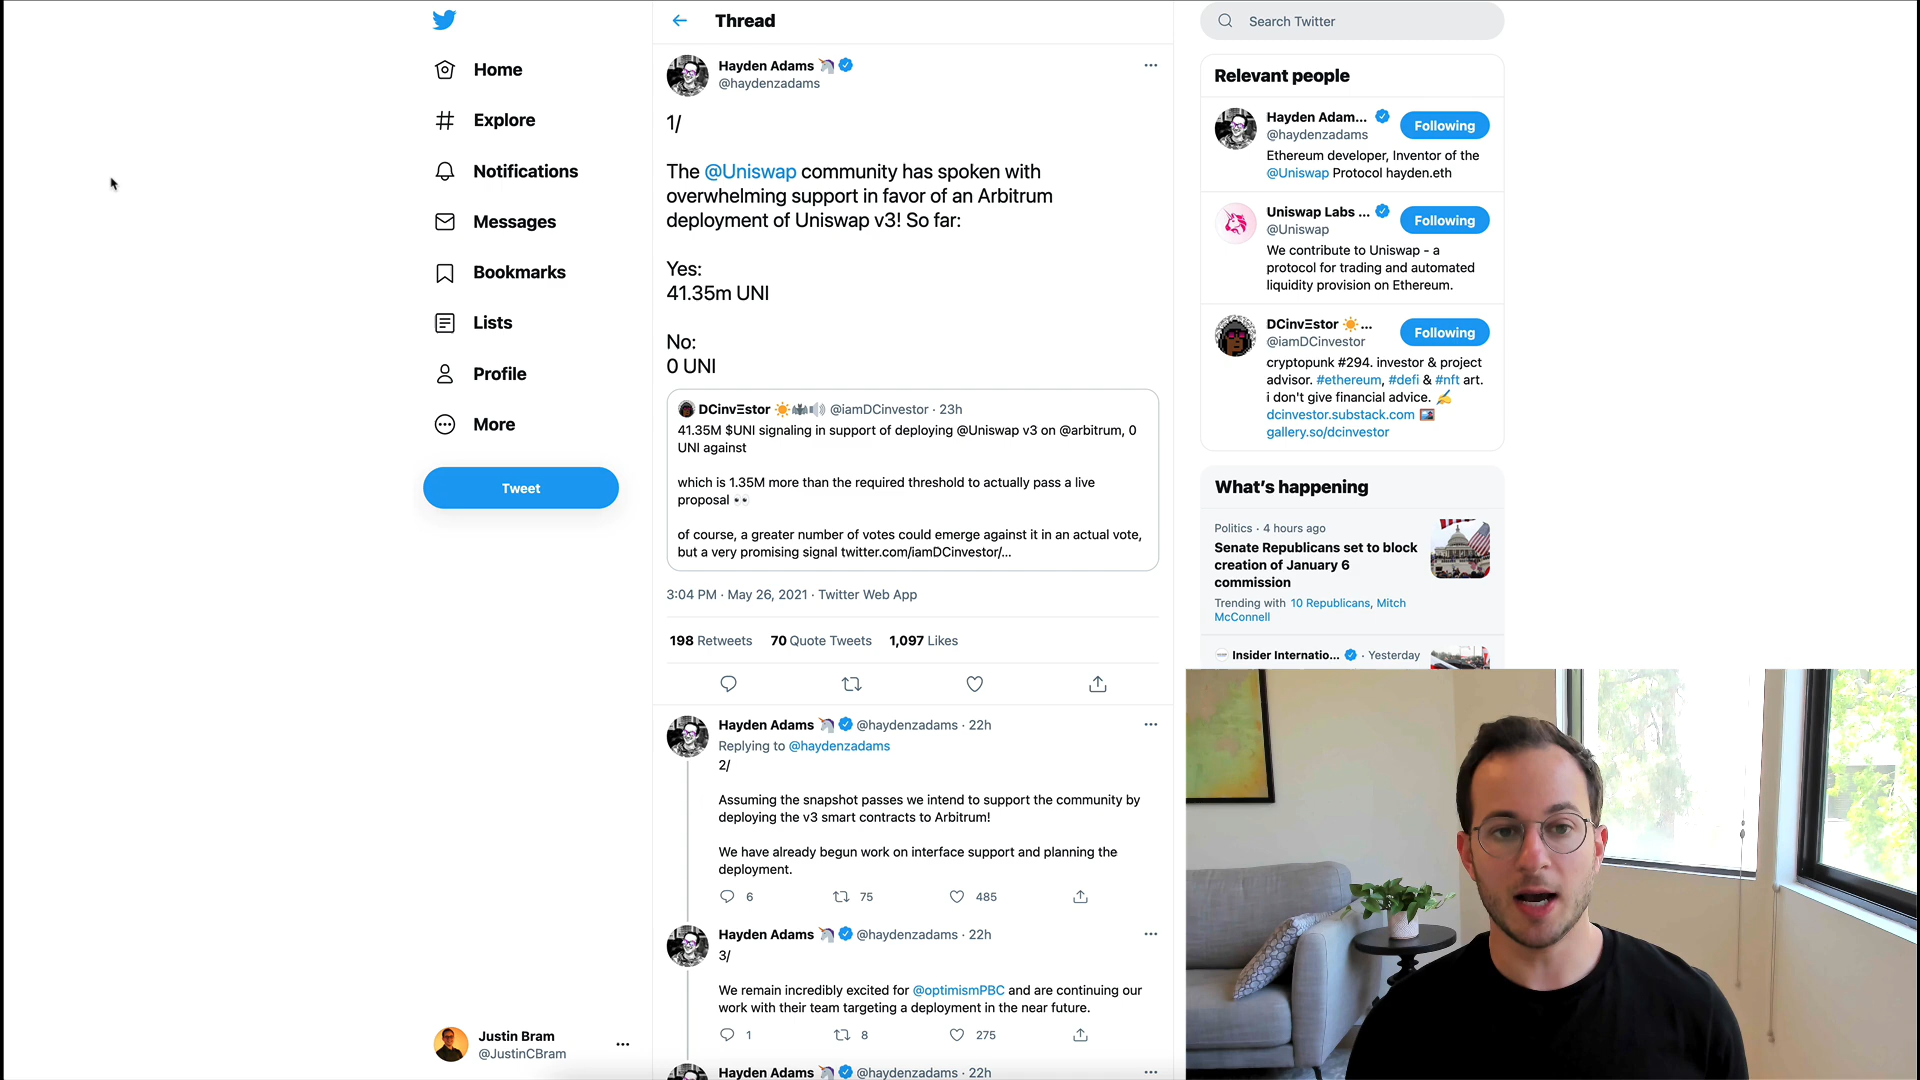 Home
Explore
Notifications
Messages
Bookmarks
Lists
Profile
More
Tweet
Justin Bram
@JustinCBram
Thread
Hayden Adams
@haydenzadams
1/
The @Uniswap community has spoken with
overwhelming support in favor of an Arbitrum
deployment of Uniswap v3! So far:
Yes:
41.35m UNI
No:
0 UNI
DCinvΞstor @iamDCinvestor · 23h
41.35M $UNI signaling in support of deploying @Uniswap v3 on @arbitrum, 0
UNI against
which is 1.35M more than the required threshold to actually pass a live
proposal 👀
of course, a greater number of votes could emerge against it in an actual vote,
but a very promising signal twitter.com/iamDCinvestor/...
3:04 PM · May 26, 2021 · Twitter Web App
198 Retweets 70 Quote Tweets 1,097 Likes
Hayden Adams @haydenzadams · 22h
Replying to @haydenzadams
2/
Assuming the snapshot passes we intend to support the community by
deploying the v3 smart contracts to Arbitrum!
We have already begun work on interface support and planning the
deployment.
6 75 485
Hayden Adams @haydenzadams · 22h
3/
We remain incredibly excited for @optimismPBC and are continuing our
work with their team targeting a deployment in the near future.
1 8 275
Hayden Adams @haydenzadams · 22h
Search Twitter
Relevant people
Hayden Adam...
@haydenzadams
Following
Ethereum developer, Inventor of the
@Uniswap Protocol hayden.eth
Uniswap Labs ...
@Uniswap
Following
We contribute to Uniswap - a
protocol for trading and automated
liquidity provision on Ethereum.
DCinvΞstor ...
@iamDCinvestor
Following
cryptopunk #294. investor & project
advisor. #ethereum, #defi & #nft art.
i don't give financial advice.
dcinvestor.substack.com
gallery.so/dcinvestor
What's happening
Politics · 4 hours ago
Senate Republicans set to block
creation of January 6
commission
Trending with 10 Republicans, Mitch
McConnell
Insider Internatio... · Yesterday